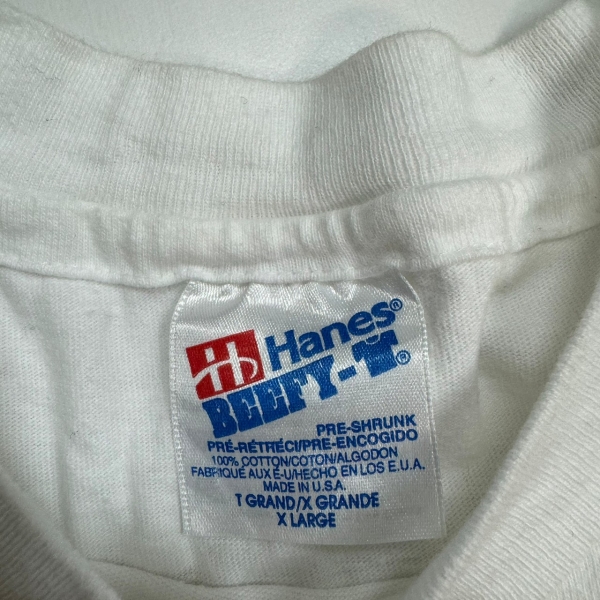 Hanes®
BEEFY-T®
PRE-SHRUNK
PRÉ-RÉTRÉCI/PRE-ENCOGIDO
100% COTTON/COTON/ALGODON
FABRIQUÉ AUX É-U/HECHO EN LOS E.U.A.
MADE IN U.S.A.
T GRAND/X GRANDE
X LARGE